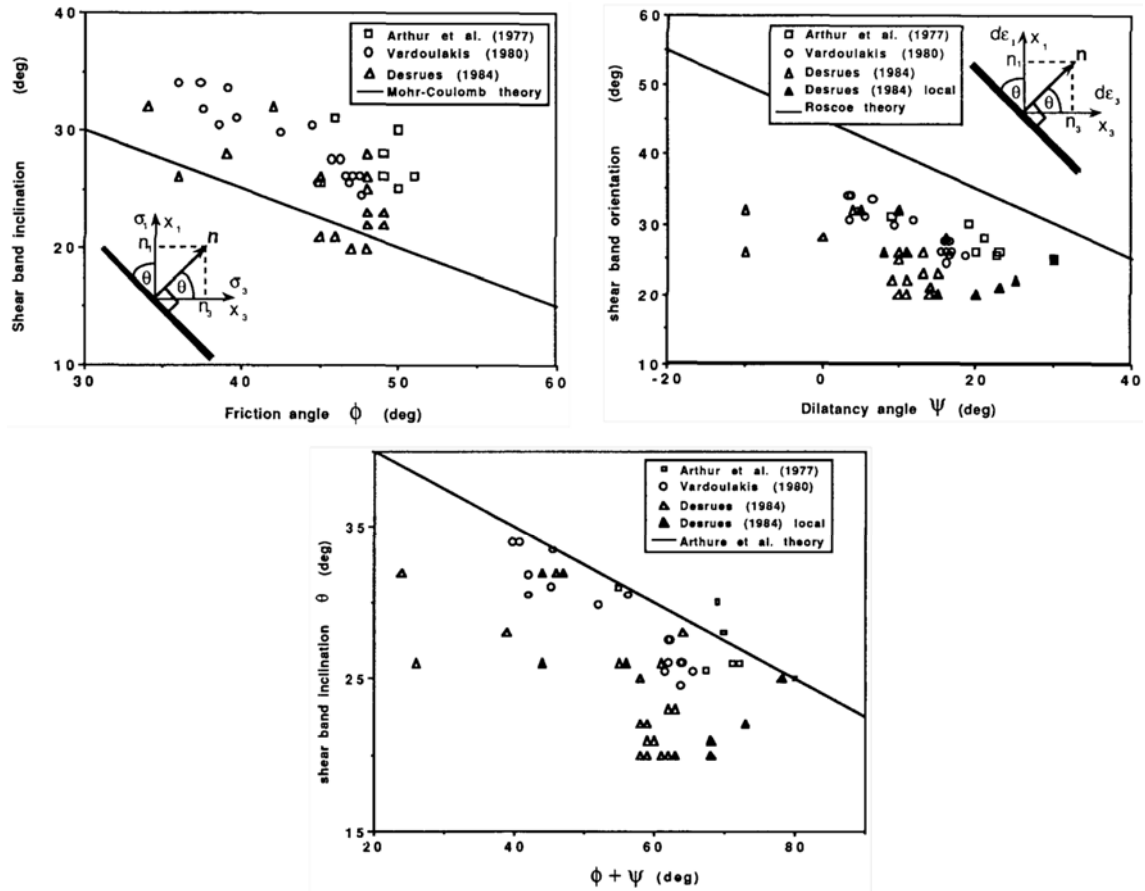 40
30
20
10
30
40
50
60
Shear band inclination (deg)
Friction angle ϕ (deg)
Arthur et al. (1977)
Vardoulakis (1980)
Desrues (1984)
Mohr-Coulomb theory
σ1
x1
n1
n
θ
θ
σ3
n3
x3
60
50
40
30
20
10
-20
0
20
40
shear band orientation (deg)
Dilatancy angle Ψ (deg)
Arthur et al. (1977)
Vardoulakis (1980)
Desrues (1984)
Desrues (1984) local
Roscoe theory
dε1
x1
n1
n
θ
θ
dε3
n3
x3
35
25
15
20
40
60
80
shear band inclination θ (deg)
ϕ + ψ (deg)
Arthur et al. (1977)
Vardoulakis (1980)
Desrues (1984)
Desrues (1984) local
Arthure et al. theory